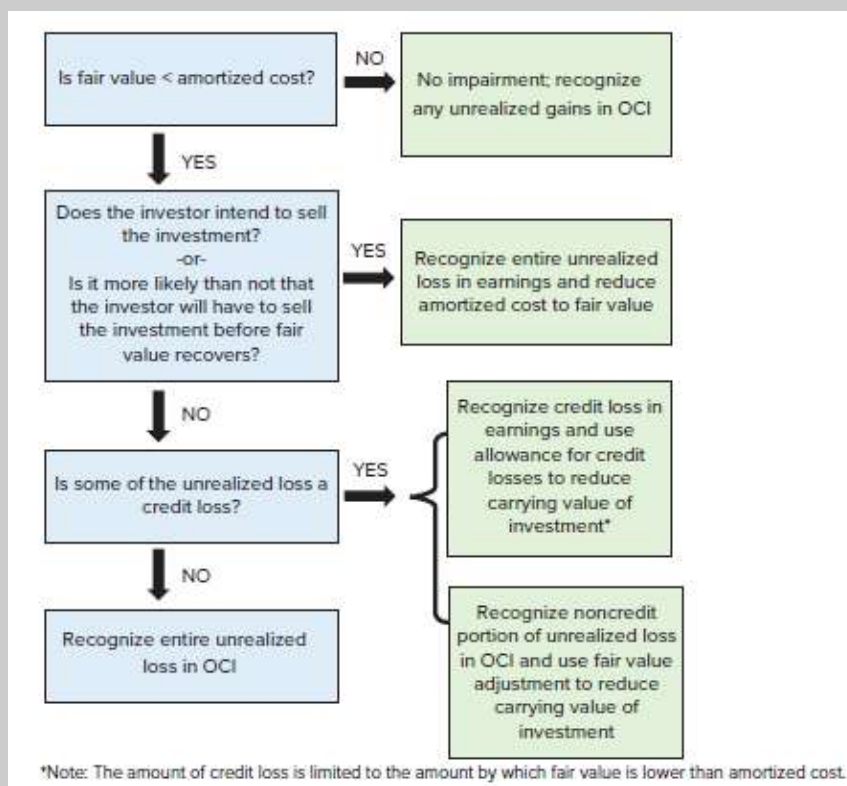 Is fair value < amortized cost?
NO
No impairment; recognize
any unrealized gains in OCI
YES
Does the investor intend to sell
the investment?
-or-
Is it more likely than not that
the investor will have to sell
the investment before fair
value recovers?
YES
Recognize entire unrealized
loss in earnings and reduce
amortized cost to fair value
NO
Is some of the unrealized loss a
credit loss?
YES
Recognize credit loss in
earnings and use
allowance for credit
losses to reduce
carrying value of
investment*
Recognize noncredit
portion of unrealized loss
in OCI and use fair value
adjustment to reduce
carrying value of
investment
NO
Recognize entire unrealized
loss in OCI
*Note: The amount of credit loss is limited to the amount by which fair value is lower than amortized cost.